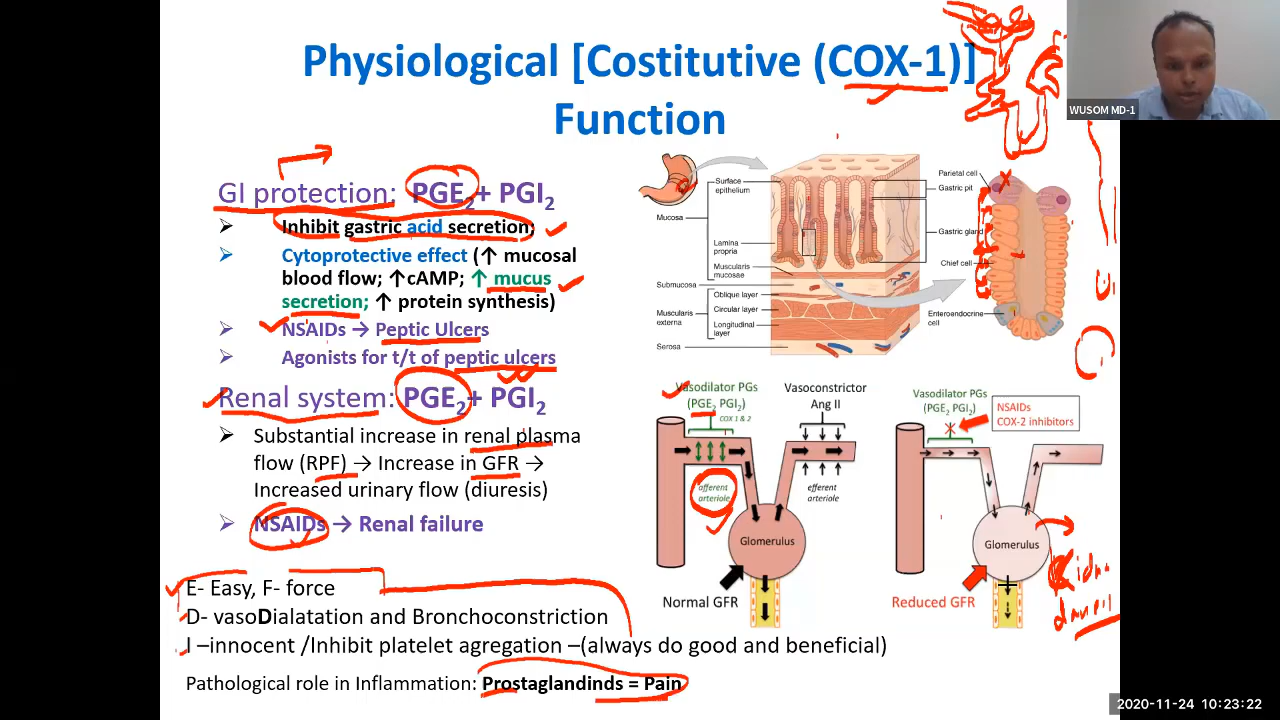 Physiological [Costitutive (COX-1)]
Function
WUSOM MD-1
GI protection: PGE2+ PGI2
➢ Inhibit gastric acid secretion;
➢ Cytoprotective effect (↑ mucosal
blood flow; ↑cAMP; ↑ mucus
secretion; ↑ protein synthesis)
➢ NSAIDs → Peptic Ulcers
➢ Agonists for t/t of peptic ulcers
Renal system: PGE2+ PGI2
➢ Substantial increase in renal plasma
flow (RPF) → Increase in GFR →
Increased urinary flow (diuresis)
➢ NSAIDs → Renal failure
E- Easy, F- force
D- vasoDialatation and Bronchoconstriction
I –innocent /Inhibit platelet agregation –(always do good and beneficial)
Pathological role in Inflammation: Prostaglandinds = Pain
Surface
epithelium
Mucosa
Lamina
propria
Muscularis
mucosae
Submucosa
Oblique layer
Muscularis
externa
Circular layer
Longitudinal
layer
Serosa
Parietal cell
Gastric pit
Gastric gland
Chief cell
Enteroendocrine
cell
Vasodilator PGs
(PGE2 PGI2)
COX 1 & 2
Vasoconstrictor
Ang II
afferent
arteriole
efferent
arteriole
Glomerulus
Normal GFR
Vasodilator PGs
(PGE2 PGI2)
NSAIDs
COX-2 inhibitors
Glomerulus
Reduced GFR
2020-11-24 10:23:22